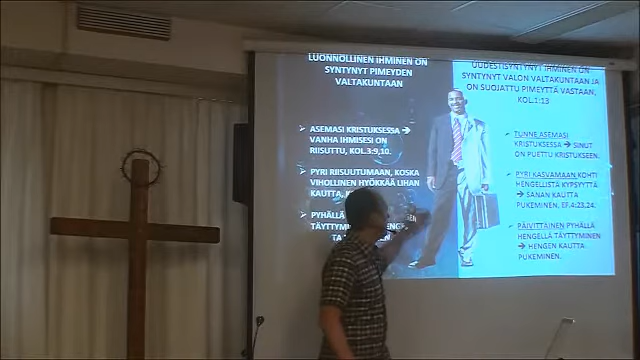 LUONNOLLINEN IHMINEN ON
SYNTYNYT PIMEYDEN
VALTAKUNTAAN.
ASEMASI KRISTUKSESSA →
VANHA IHMISESI ON
RIISUTTU, KOL.3:9,10.
PYRI RIISUUTUMAAN, KOSKA
VIHOLLINEN HYÖKKÄÄ LIHAN
KAUTTA,
PYHÄLLÄ
TÄYTTYMYS
UUDESTISYNTYNYT IHMINEN ON
SYNTYNYT VALON VALTAKUNTAAN JA
ON SUOJATTU PIMEYTTÄ VASTAAN,
KOL.1:13
TUNNE ASEMASI
KRISTUKSESSA → SINUT
ON PUETTU KRISTUKSEEN.
PYRI KASVAMAAN KOHTI
HENGELLISTÄ KYPSYYTTÄ
→ SANAN KAUTTA
PUKEMINEN, EF.4:23,24.
PÄIVITTÄINEN PYHÄLLÄ
HENGELLÄ TÄYTTYMINEN
→ HENGEN KAUTTA
PUKEMINEN.